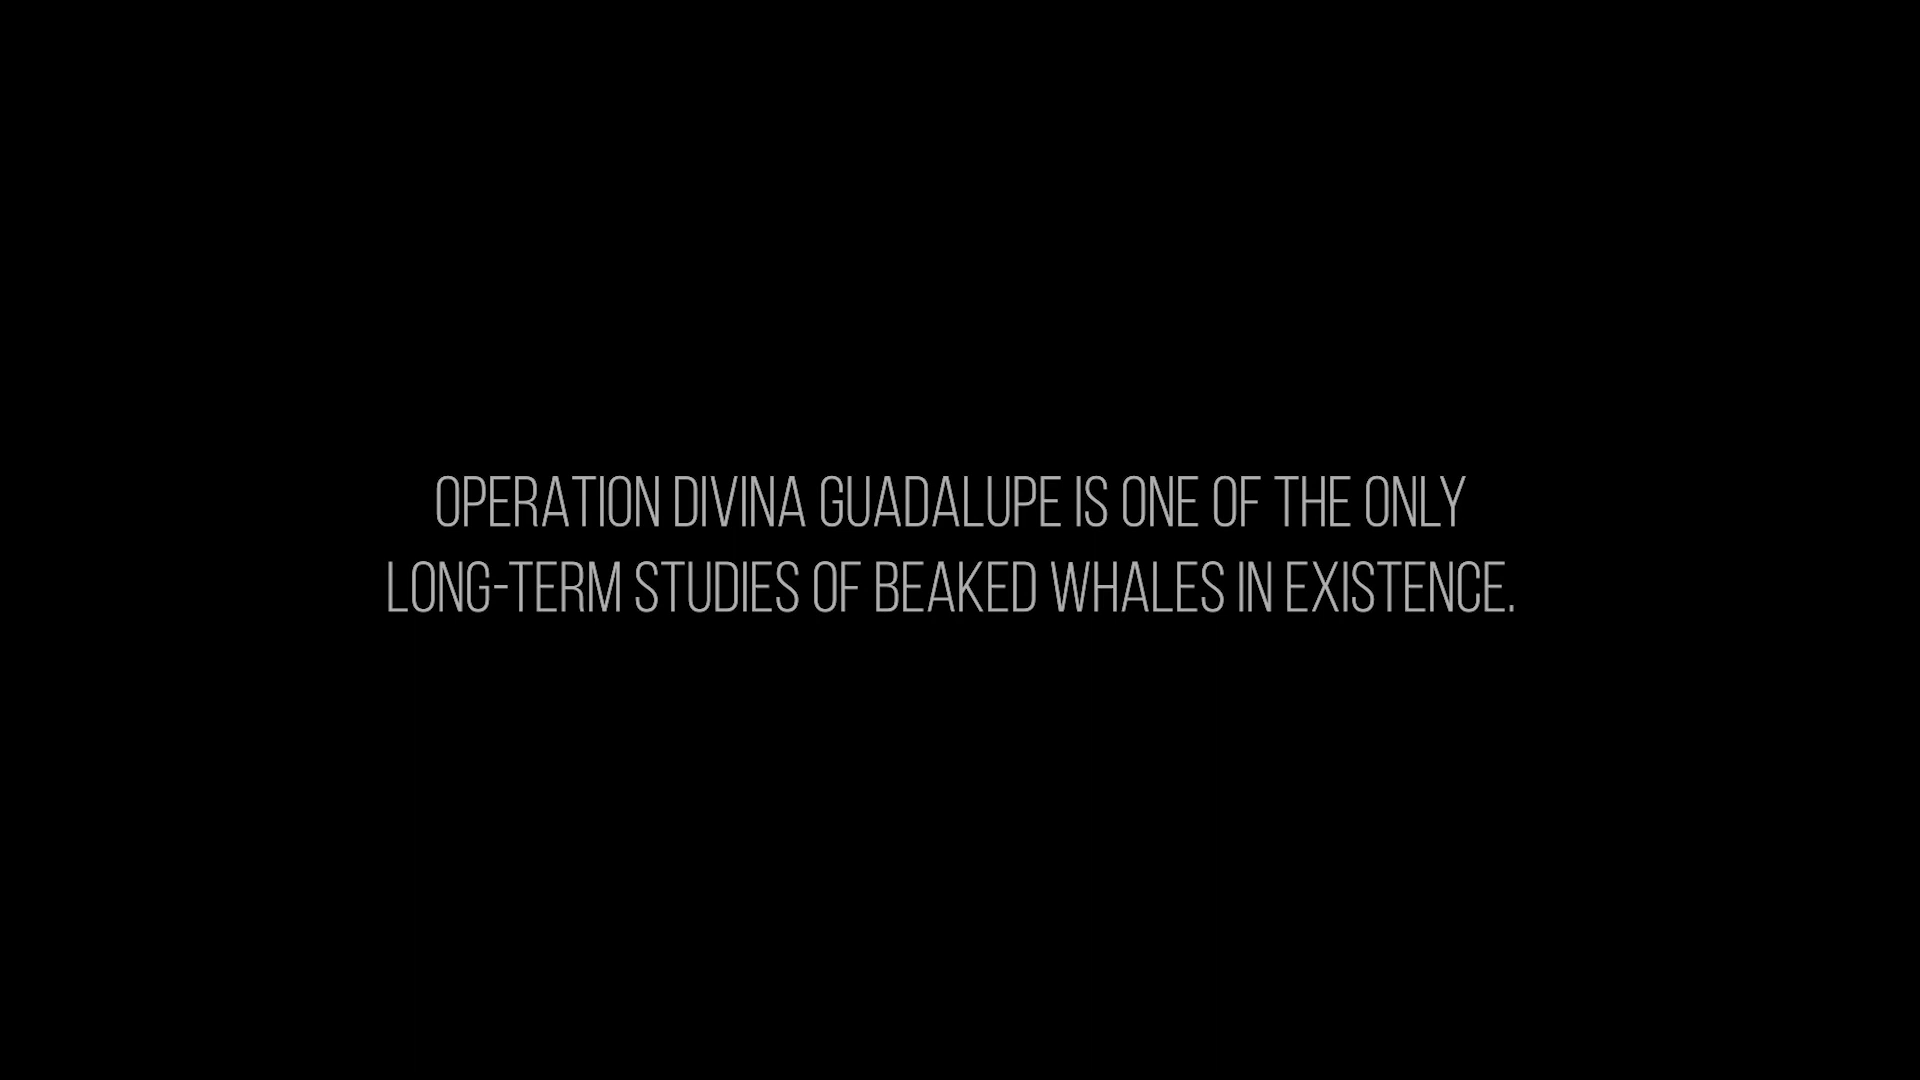 OPERATION DIVINA GUADALUPE IS ONE OF THE ONLY
LONG-TERM STUDIES OF BEAKED WHALES IN EXISTENCE.